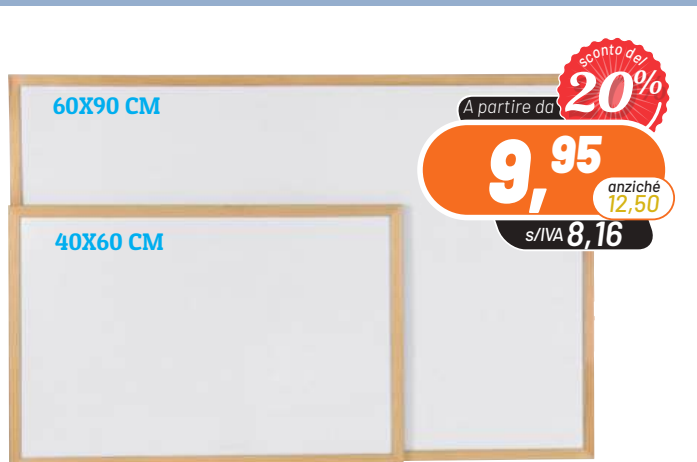 sconto del
20%
60X90 CM
A partire da
9,95
anziché
12,50
s/IVA 8,16
40X60 CM